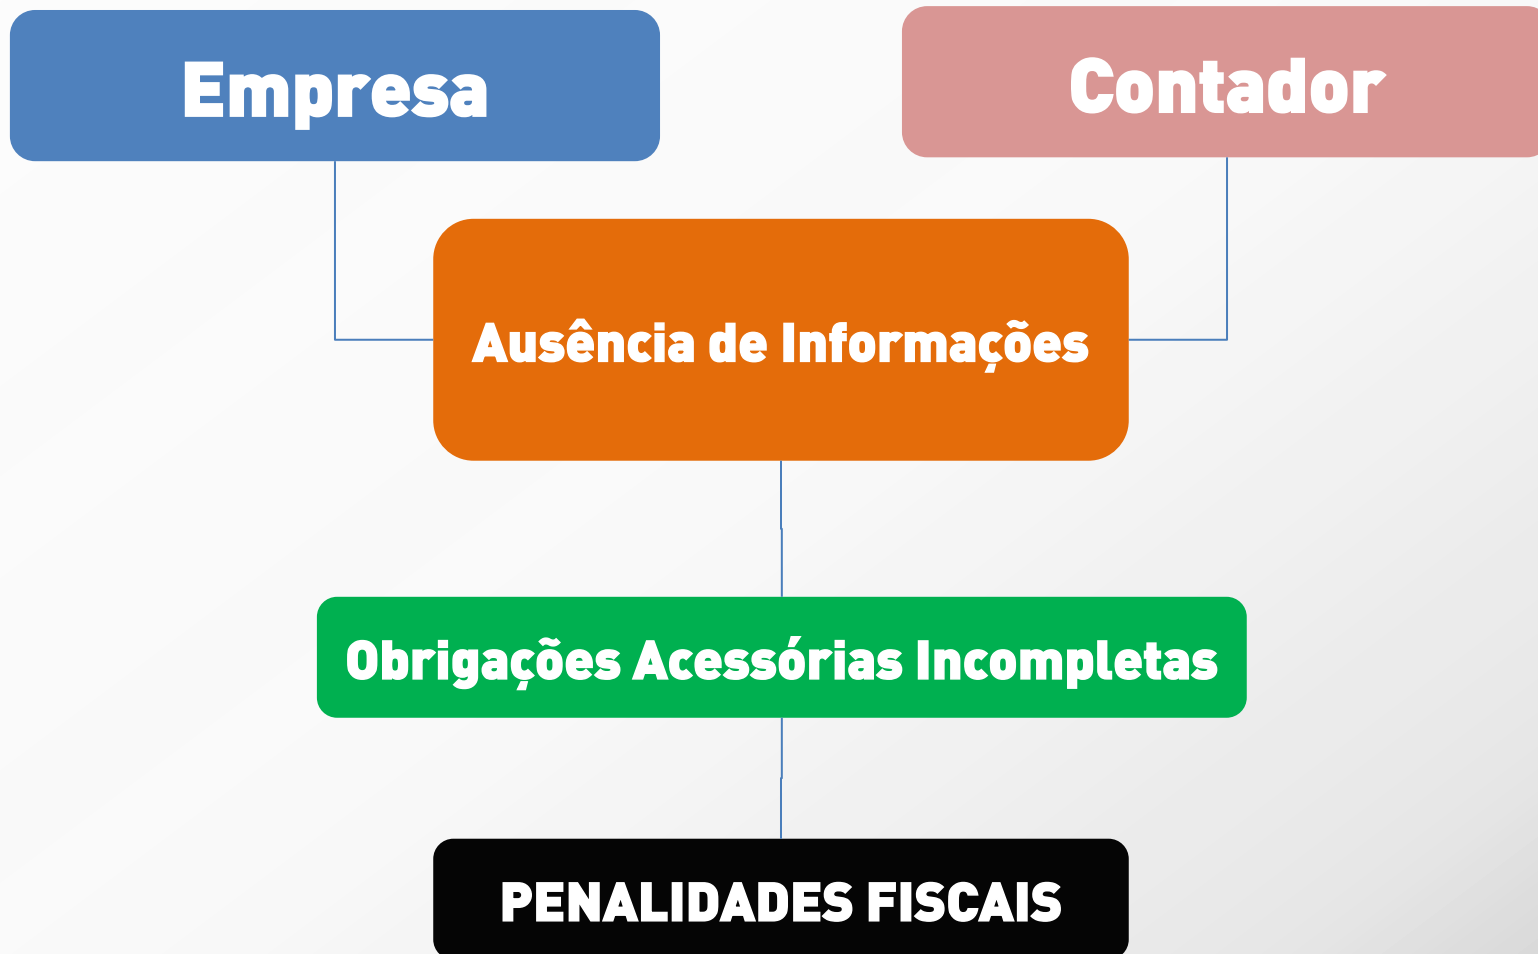 Empresa
Contador
Ausência de Informações
Obrigações Acessórias Incompletas
PENALIDADES FISCAIS